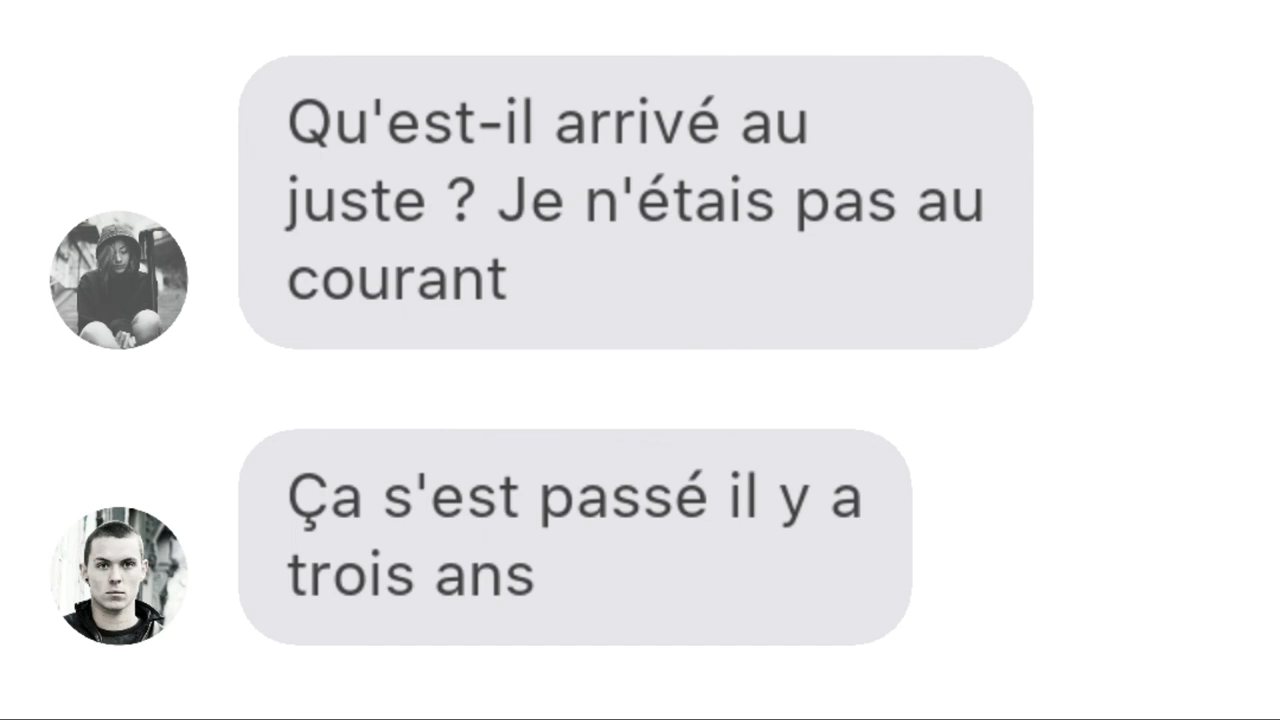 Qu'est-il arrivé au
juste ? Je n'étais pas au
courant
Ça s'est passé il y a
trois ans